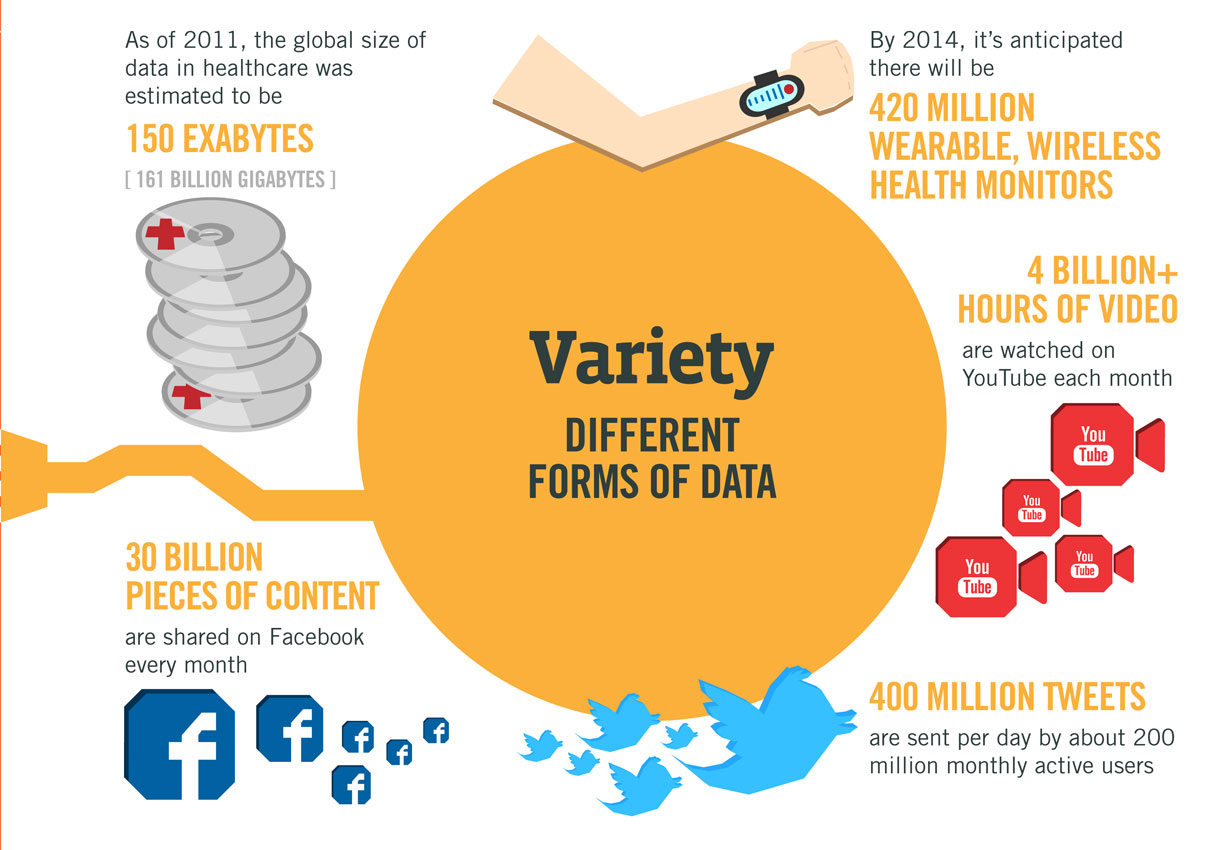 As of 2011, the global size of
data in healthcare was
estimated to be
150 EXABYTES
[ 161 BILLION GIGABYTES ]
By 2014, it’s anticipated
there will be
420 MILLION
WEARABLE, WIRELESS
HEALTH MONITORS
4 BILLION+
HOURS OF VIDEO
are watched on
YouTube each month
You
Tube
You
Tube
You
Tube
You
Tube
Variety
DIFFERENT
FORMS OF DATA
30 BILLION
PIECES OF CONTENT
are shared on Facebook
every month
f
f
f
f
f
f
400 MILLION TWEETS
are sent per day by about 200
million monthly active users